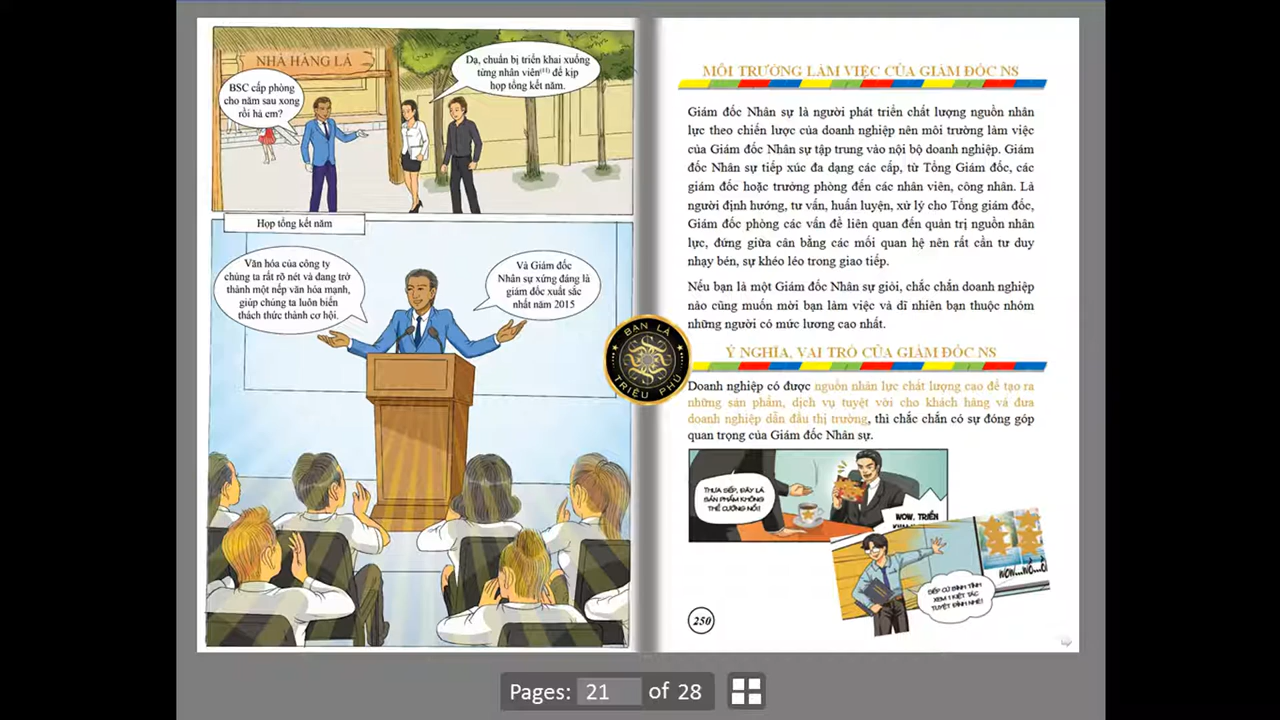 NHÀ HÀNG LÁ
BSC cấp phòng
cho năm sau xong
rồi hả em?
Dạ, chuẩn bị triển khai xuống
từng nhân viên(11) để kịp
họp tổng kết năm.
Họp tổng kết năm
Văn hóa của công ty
chúng ta rất rõ nét và đang trở
thành một nếp văn hóa mạnh,
giúp chúng ta luôn biến
thách thức thành cơ hội.
Và Giám đốc
Nhân sự xứng đáng là
giám đốc xuất sắc
nhất năm 2015
BẠN LÀ
TRIỆU PHÚ
MÔI TRƯỜNG LÀM VIỆC CỦA GIÁM ĐỐC NS
Giám đốc Nhân sự là người phát triển chất lượng nguồn nhân
lực theo chiến lược của doanh nghiệp nên môi trường làm việc
của Giám đốc Nhân sự tập trung vào nội bộ doanh nghiệp. Giám
đốc Nhân sự tiếp xúc đa dạng các cấp, từ Tổng Giám đốc, các
giám đốc hoặc trưởng phòng đến các nhân viên, công nhân. Là
người định hướng, tư vấn, huấn luyện, xử lý cho Tổng giám đốc,
Giám đốc phòng các vấn đề liên quan đến quản trị nguồn nhân
lực, đứng giữa cân bằng các mối quan hệ nên rất cần tư duy
nhạy bén, sự khéo léo trong giao tiếp.
Nếu bạn là một Giám đốc Nhân sự giỏi, chắc chắn doanh nghiệp
nào cũng muốn mời bạn làm việc và dĩ nhiên bạn thuộc nhóm
những người có mức lương cao nhất.
Ý NGHĨA, VAI TRÒ CỦA GIÁM ĐỐC NS
Doanh nghiệp có được nguồn nhân lực chất lượng cao để tạo ra
những sản phẩm, dịch vụ tuyệt vời cho khách hàng và đưa
doanh nghiệp dẫn đầu thị trường, thì chắc chắn có sự đóng góp
quan trọng của Giám đốc Nhân sự.
THƯA SẾP, ĐÂY LÀ
SẢN PHẨM KHÔNG
THỂ CƯỠNG NỔI!
WOW, TRIỂN
WOW...WÔ...Ô
SẾP CỨ BÌNH TĨNH
XEM 1 KIỆT TÁC
TUYỆT ĐỈNH NHÉ!
250
Pages: 21 of 28